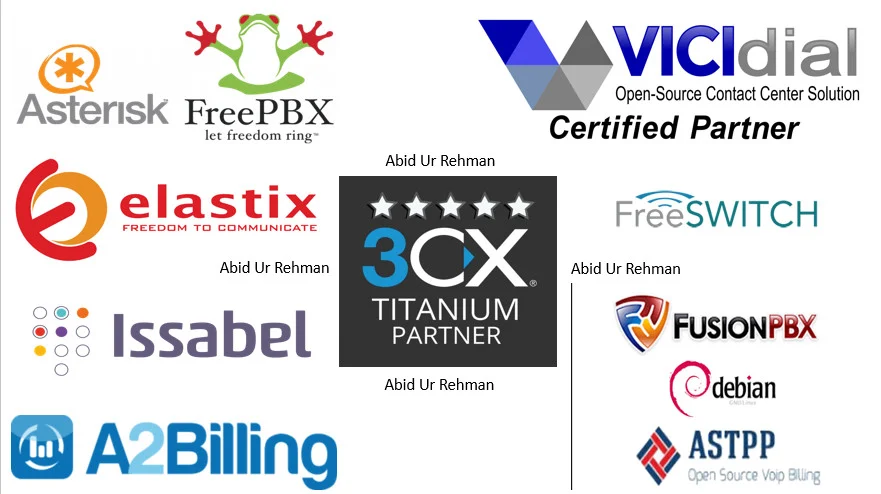 Asterisk
FreePBX
let freedom ring™
VICIdial
Open-Source Contact Center Solution
Certified Partner
Abid Ur Rehman
elastix
FREEDOM TO COMMUNICATE
3CX®
TITANIUM
PARTNER
FreeSWITCH
Abid Ur Rehman
Abid Ur Rehman
Issabel
FUSIONPBX
Abid Ur Rehman
debian
A2Billing
ASTPP
Open Source Voip Billing